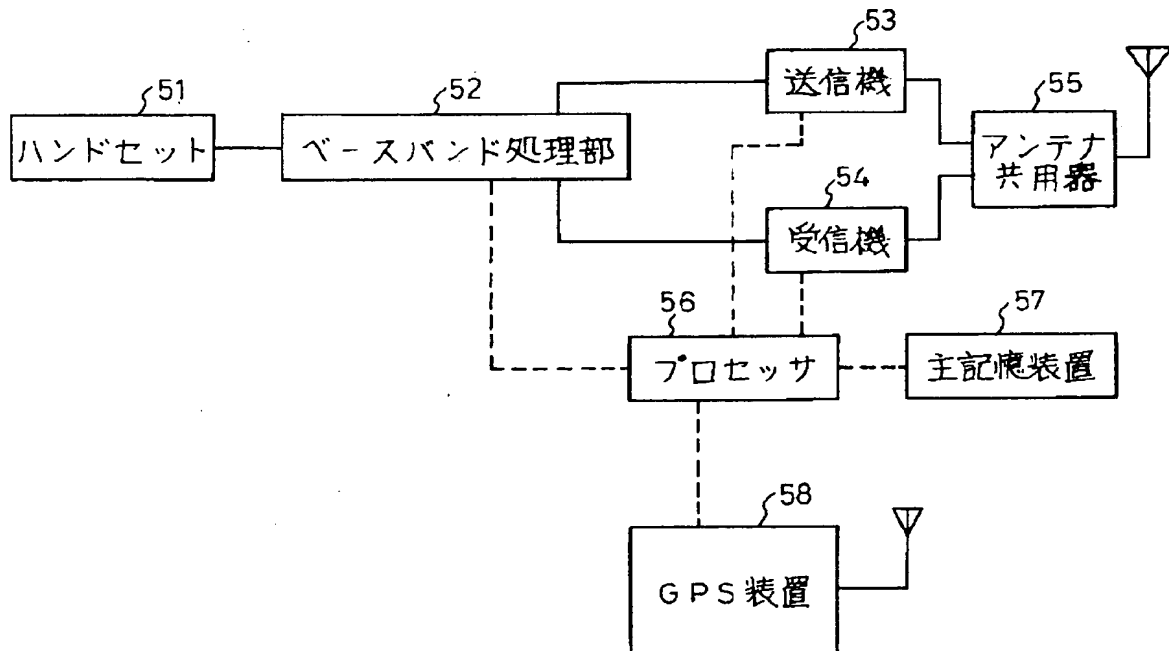 53
送信機
51
ハンドセット
52
ベースバンド処理部
55
アンテナ
共用器
54
受信機
56
プロセッサ
57
主記憶装置
58
GPS装置